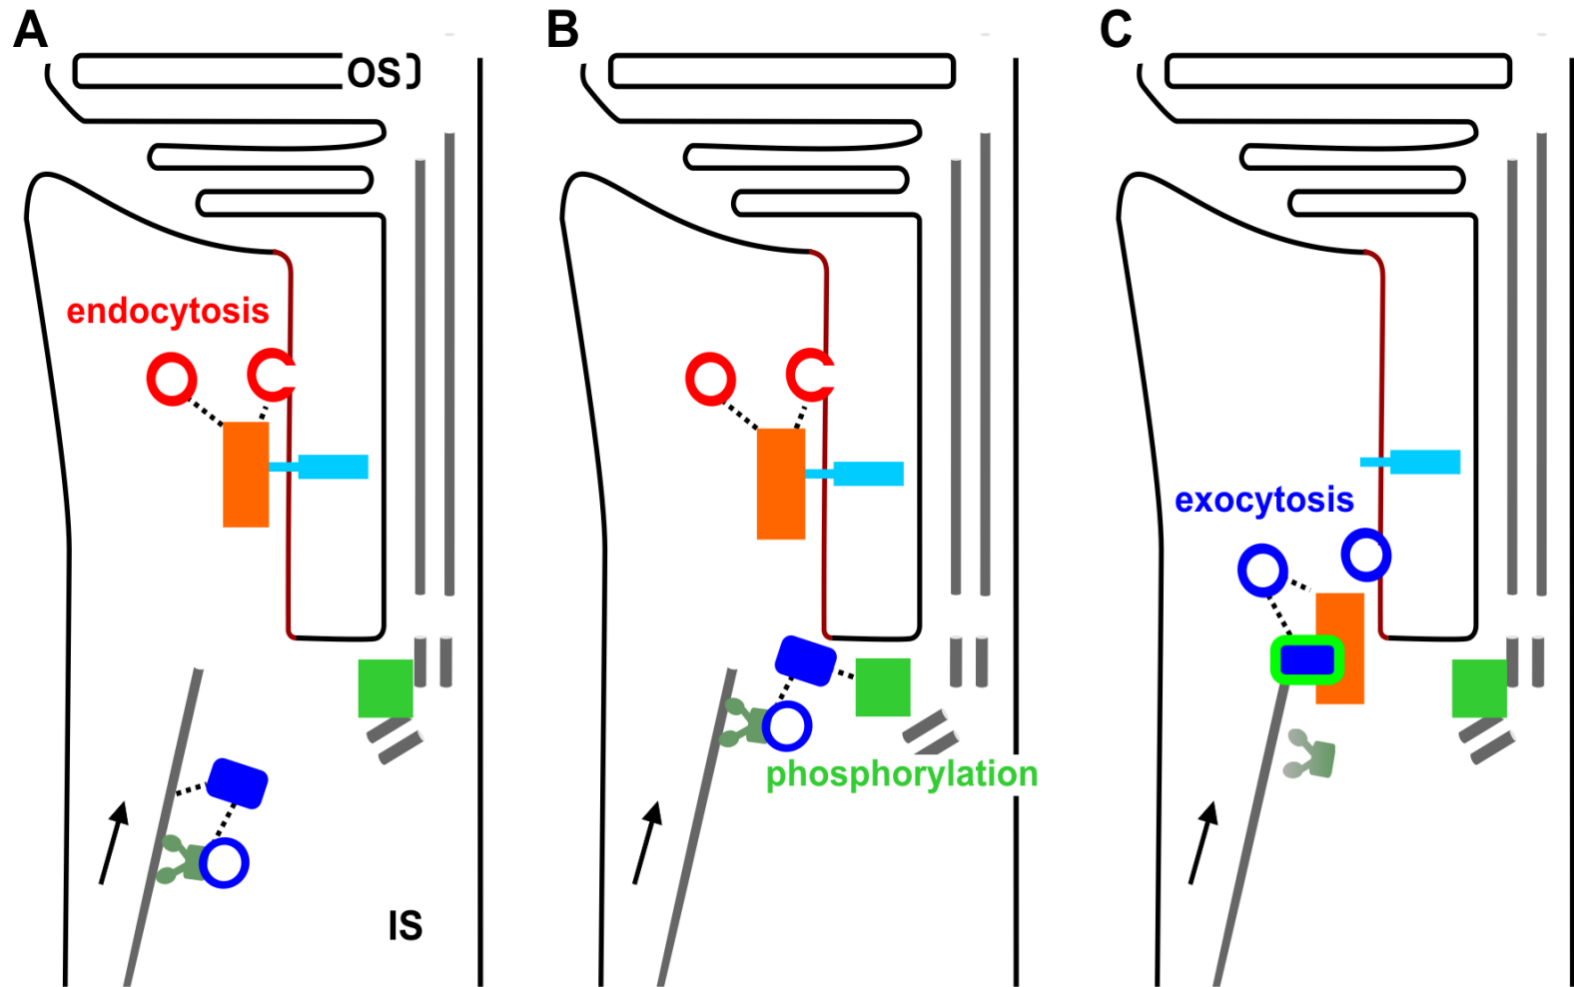 A
B
C
OS
endocytosis
exocytosis
phosphorylation
IS